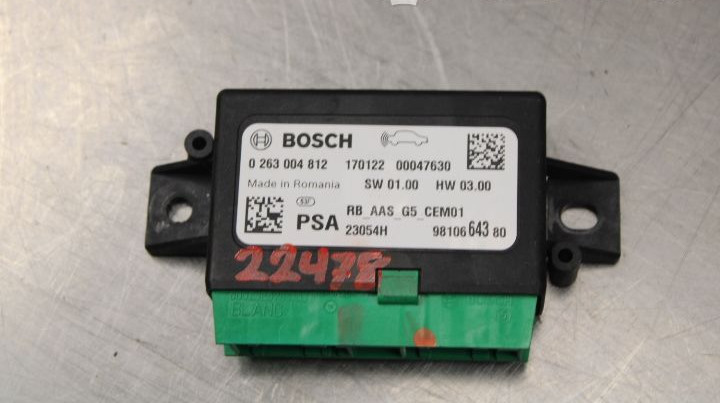 BOSCH
0 263 004 812 170122 00047630
Made in Romania SW 01.00 HW 03.00
PSA RB_AAS_G5_CEM01
23054H 98106 643 80
22478
BLANC